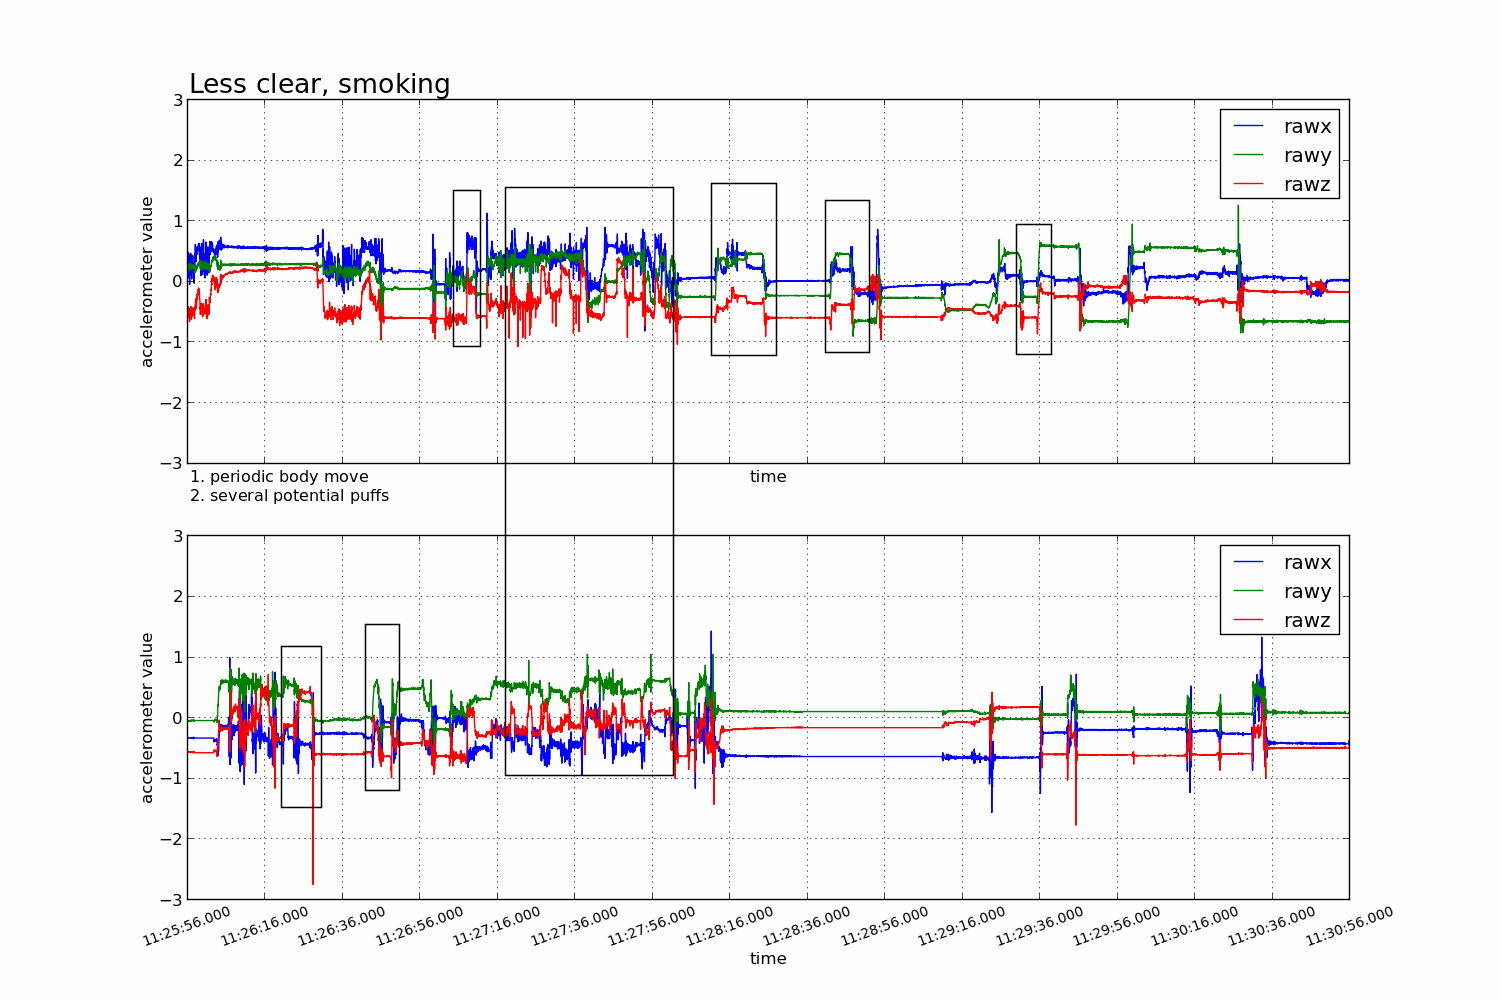 Less clear, smoking
3
2
1
0
−1
−2
−3
accelerometer value
rawx
rawy
rawz
time
1. periodic body move
2. several potential puffs
3
2
1
0
−1
−2
−3
accelerometer value
rawx
rawy
rawz
11:25:56.000
11:26:16.000
11:26:36.000
11:26:56.000
11:27:16.000
11:27:36.000
11:27:56.000
11:28:16.000
11:28:36.000
11:28:56.000
11:29:16.000
11:29:36.000
11:29:56.000
11:30:16.000
11:30:36.000
11:30:56.000
time